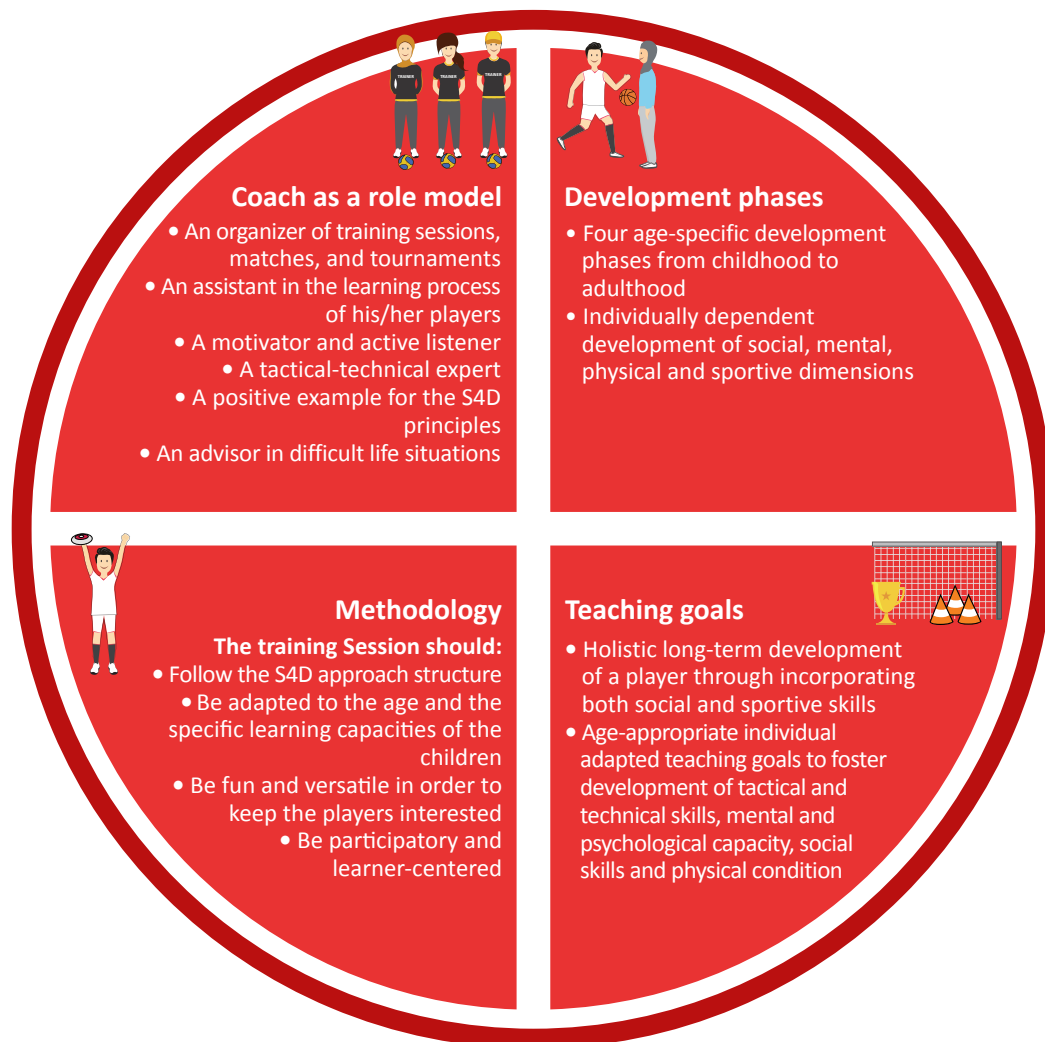 TRAINER
TRAINER
TRAINER
Coach as a role model
• An organizer of training sessions,
matches, and tournaments
• An assistant in the learning process
of his/her players
• A motivator and active listener
• A tactical-technical expert
• A positive example for the S4D
principles
• An advisor in difficult life situations
Development phases
• Four age-specific development
phases from childhood to
adulthood
• Individually dependent
development of social, mental,
physical and sportive dimensions
Methodology
The training Session should:
• Follow the S4D approach structure
• Be adapted to the age and the
specific learning capacities of the
children
• Be fun and versatile in order to
keep the players interested
• Be participatory and
learner-centered
Teaching goals
• Holistic long-term development
of a player through incorporating
both social and sportive skills
• Age-appropriate individual
adapted teaching goals to foster
development of tactical and
technical skills, mental and
psychological capacity, social
skills and physical condition